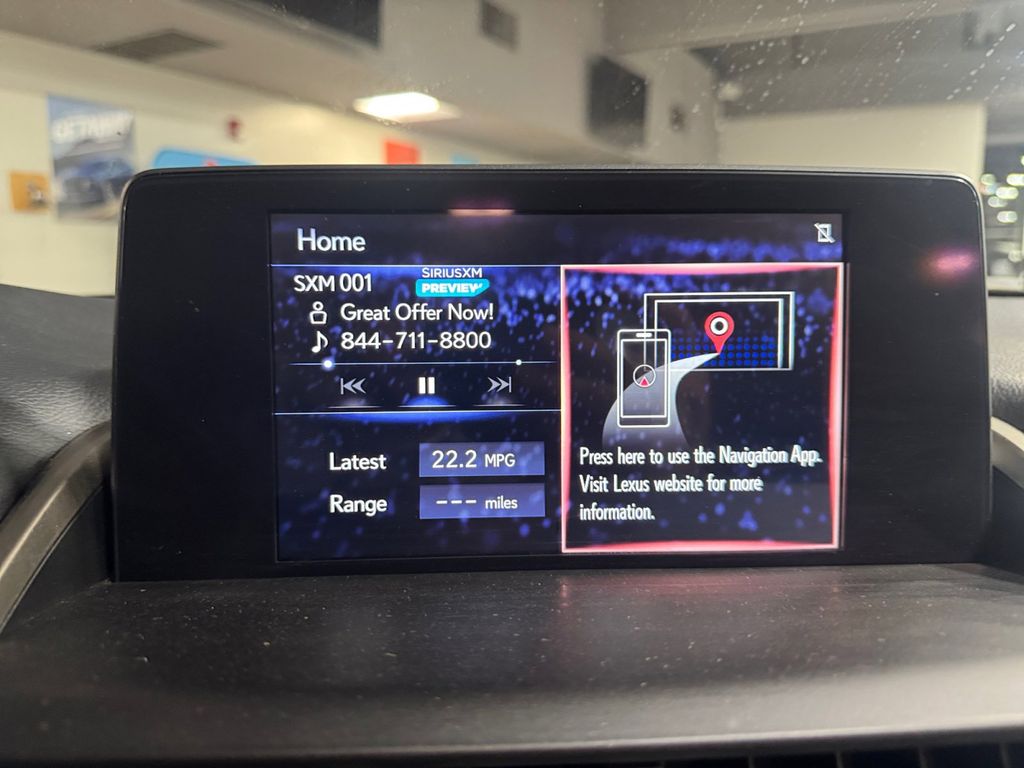 Home
SXM 001
SIRIUSXM
PREVIEW
Great Offer Now!
844-711-8800
Latest 22.2 MPG
Range --- miles
Press here to use the Navigation App.
Visit Lexus website for more
information.